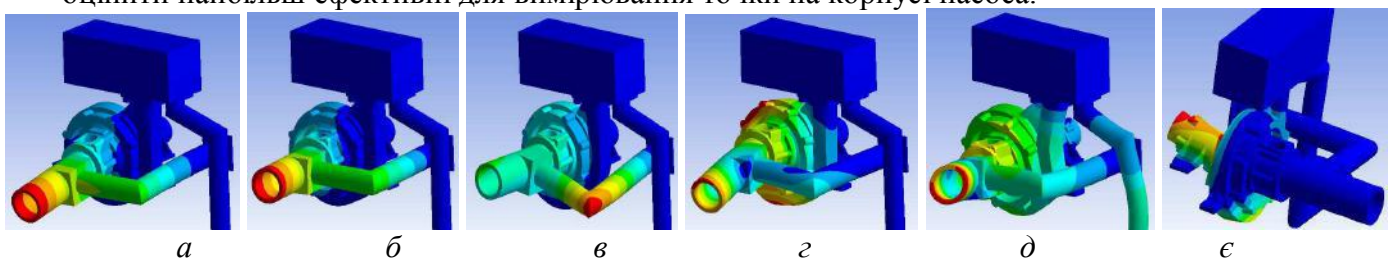 оцінити найбільш ефективні для вимірювання точки на корпусі насоса.
а б в г д є